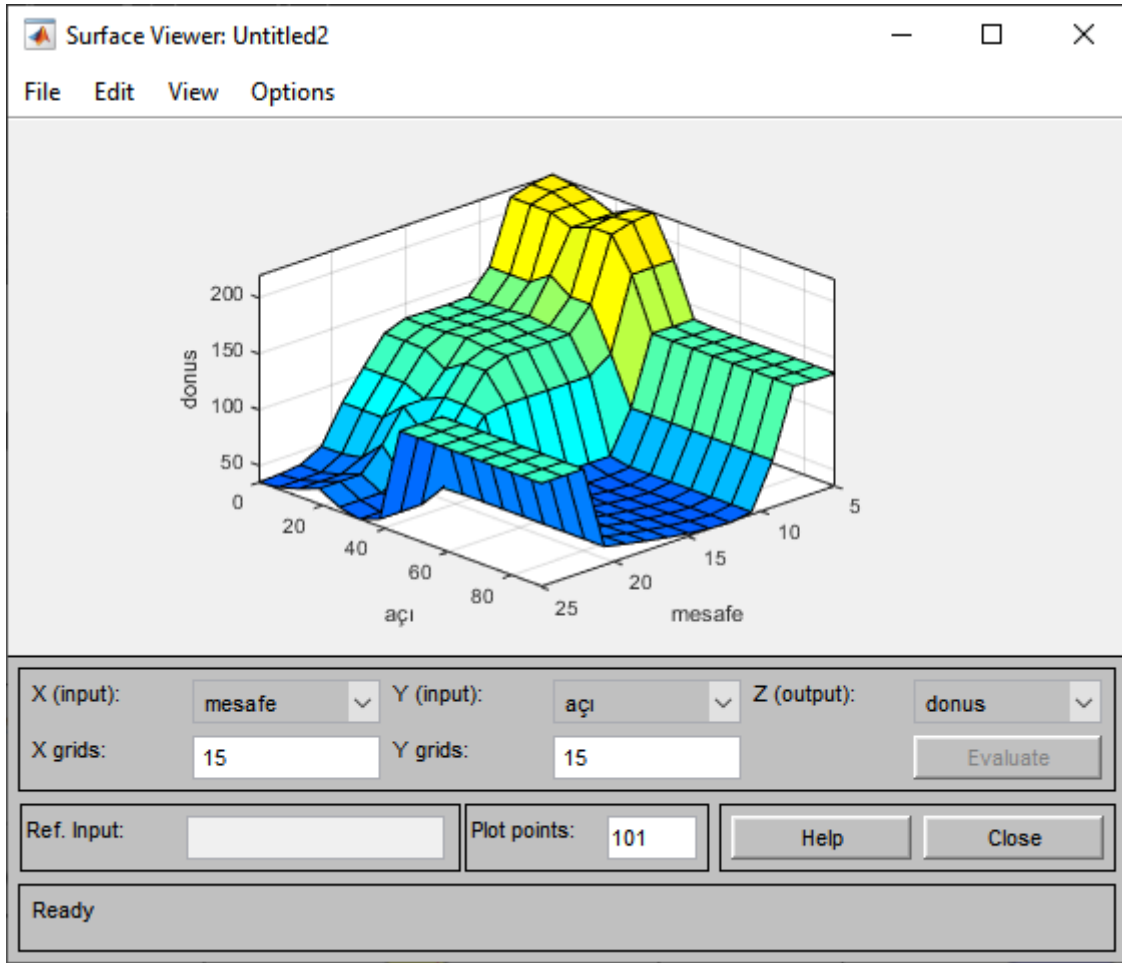 Surface Viewer: Untitled2
File Edit View Options
200
150
100
50
donus
0
20
40
60
80
açı
5
10
15
20
25
mesafe
X (input): mesafe Y (input): açı Z (output): donus
X grids: 15 Y grids: 15 Evaluate
Ref. Input: Plot points: 101 Help Close
Ready